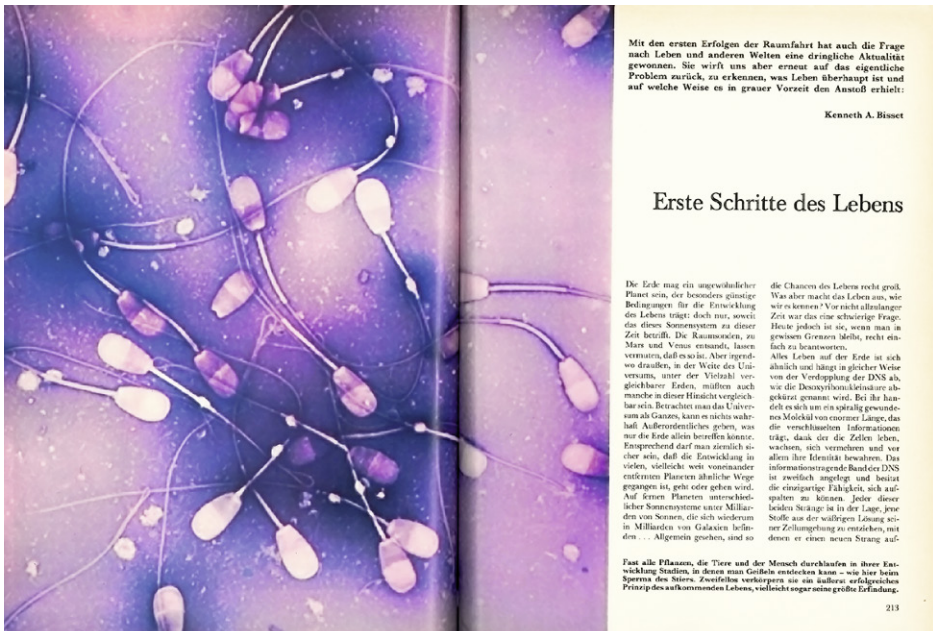 Mit den ersten Erfolgen der Raumfahrt hat auch die Frage
nach Leben und anderen Welten eine dringliche Aktualität
gewonnen. Sie wirft uns aber erneut auf das eigentliche
Problem zurück, zu erkennen, was Leben überhaupt ist und
auf welche Weise es in grauer Vorzeit den Anstoß erhielt:
Kenneth A. Bisset
Erste Schritte des Lebens
Die Erde mag ein ungewöhnlicher
Planet sein, der besonders günstige
Bedingungen für die Entwicklung
des Lebens trägt: doch nur, soweit
das dieses Sonnensystem zu dieser
Zeit betrifft. Die Raumsonden, zu
Mars und Venus entsandt, lassen
vermuten, daß es so ist. Aber irgend-
wo draußen, in der Weite des Uni-
versums, unter der Vielzahl ver-
gleichbarer Erden, müßten auch
manche in dieser Hinsicht vergleich-
bar sein. Betrachtet man das Univer-
sum als Ganzes, kann es nichts wahr-
haft Außerordentliches geben, was
nur die Erde allein betreffen könnte.
Entsprechend darf man ziemlich si-
cher sein, daß die Entwicklung in
vielen, vielleicht weit voneinander
entfernten Planeten ähnliche Wege
gegangen ist, geht oder gehen wird.
Auf fernen Planeten unterschied-
licher Sonnensysteme unter Milliar-
den von Sonnen, die sich wiederum
in Milliarden von Galaxien befin-
den . . . Allgemein gesehen, sind so
die Chancen des Lebens recht groß.
Was aber macht das Leben aus, wie
wir es kennen? Vor nicht allzulanger
Zeit war das eine schwierige Frage.
Heute jedoch ist sie, wenn man in
gewissen Grenzen bleibt, recht ein-
fach zu beantworten.
Alles Leben auf der Erde ist sich
ähnlich und hängt in gleicher Weise
von der Verdopplung der DNS ab,
wie die Desoxyribonukleinsäure ab-
gekürzt genannt wird. Bei ihr han-
delt es sich um ein spiralig gewunde-
nes Molekül von enormer Länge, das
die verschlüsselten Informationen
trägt, dank der die Zellen leben,
wachsen, sich vermehren und vor
allem ihre Identität bewahren. Das
informationstragende Band der DNS
ist zweifach angelegt und besitzt
die einzigartige Fähigkeit, sich auf-
spalten zu können. Jeder dieser
beiden Stränge ist in der Lage, jene
Stoffe aus der wäßrigen Lösung sei-
ner Zellumgebung zu entziehen, mit
denen er einen neuen Strang auf-
Fast alle Pflanzen, die Tiere und der Mensch durchlaufen in ihrer Ent-
wicklung Stadien, in denen man Geißeln entdecken kann – wie hier beim
Sperma des Stiers. Zweifellos verkörpern sie ein äußerst erfolgreiches
Prinzip des aufkommenden Lebens, vielleicht sogar seine größte Erfindung.
213